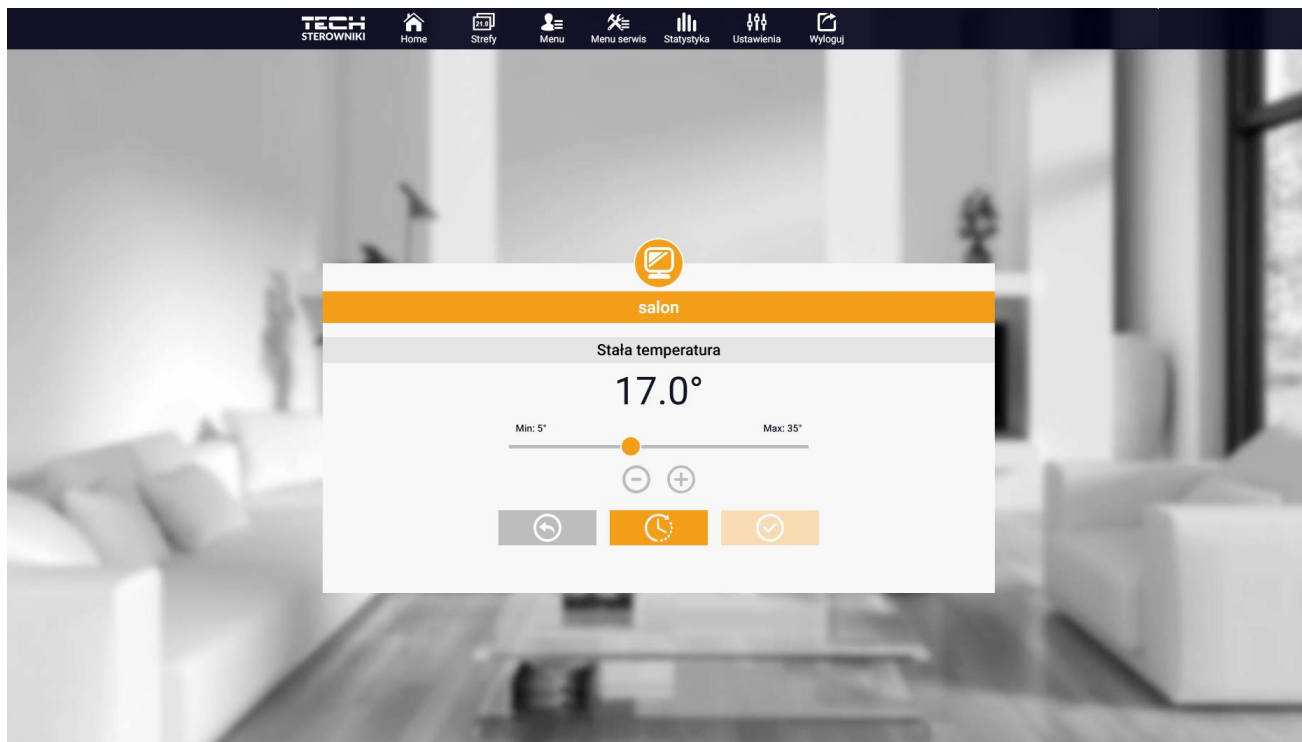 TECH
STEROWNIKI
Home
21.0
Strefy
Menu
Menu serwis
Statystyka
Ustawienia
Wyloguj
salon
Stała temperatura
17.0°
Min: 5°
Max: 35°